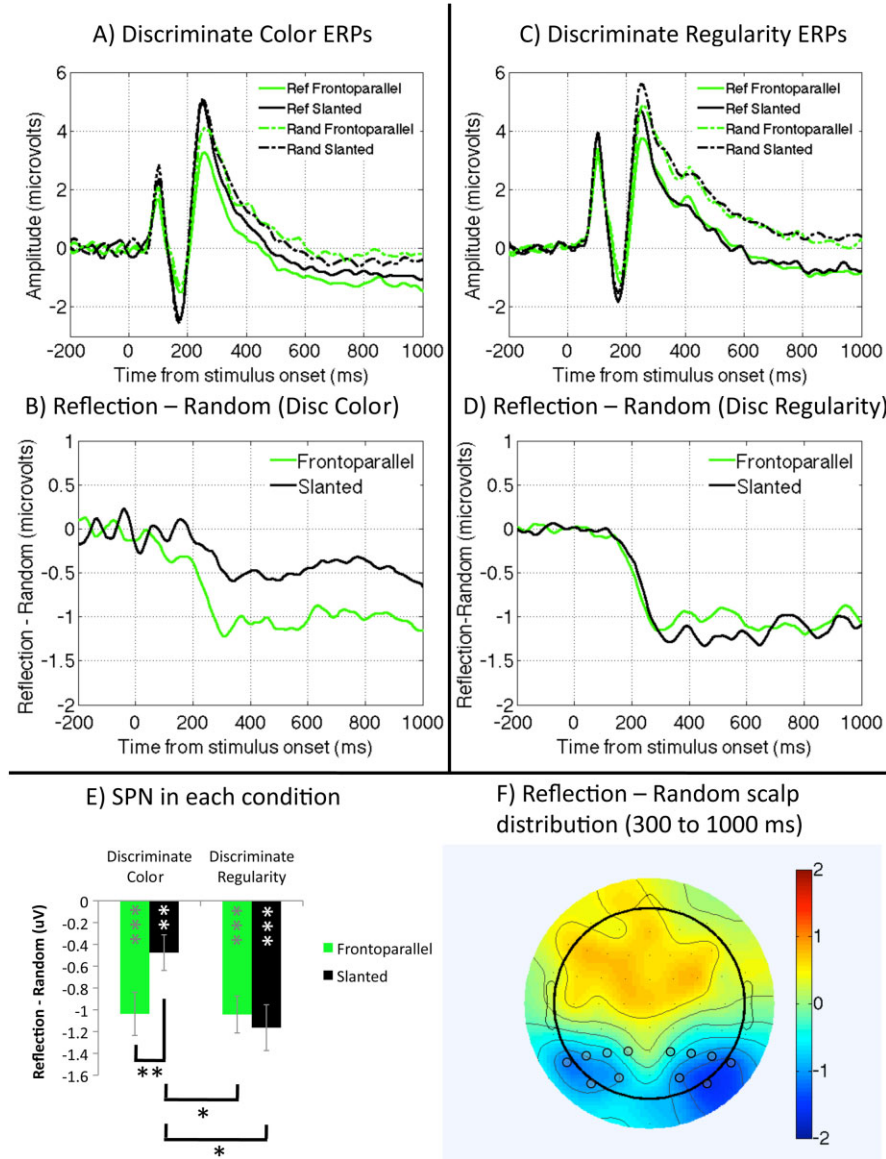 A) Discriminate Color ERPs
6
4
2
0
-2
Amplitude (microvolts)
Ref Frontoparallel
Ref Slanted
Rand Frontoparallel
Rand Slanted
-200 0 200 400 600 800 1000
Time from stimulus onset (ms)
B) Reflection – Random (Disc Color)
1
0.5
0
-0.5
-1
-1.5
-2
Reflection - Random (microvolts)
Frontoparallel
Slanted
-200 0 200 400 600 800 1000
Time from stimulus onset (ms)
C) Discriminate Regularity ERPs
6
4
2
0
-2
Amplitude (microvolts)
Ref Frontoparallel
Ref Slanted
Rand Frontoparallel
Rand Slanted
-200 0 200 400 600 800 1000
Time from stimulus onset (ms)
D) Reflection – Random (Disc Regularity)
1
0.5
0
-0.5
-1
-1.5
-2
Reflection-Random (microvolts)
Frontoparallel
Slanted
-200 0 200 400 600 800 1000
Time from stimulus onset (ms)
E) SPN in each condition
Discriminate Color
Discriminate Regularity
0
-0.2
-0.4
-0.6
-0.8
-1
-1.2
-1.4
-1.6
Reflection - Random (uV)
***
**
***
***
Frontoparallel
Slanted
**
*
*
F) Reflection – Random scalp
distribution (300 to 1000 ms)
2
1
0
-1
-2